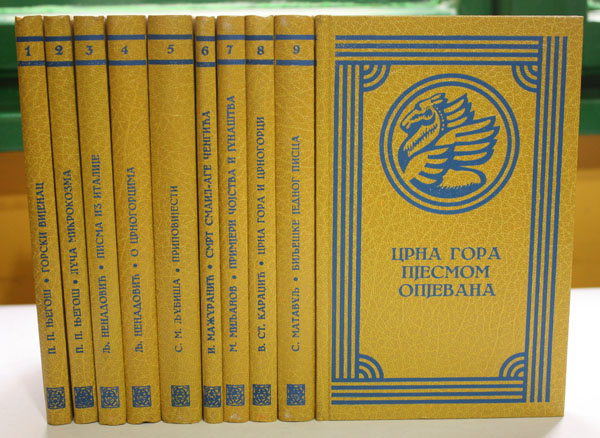 1
П. П. ЊЕГОШ • ГОРСКИ ВИЈЕНАЦ
2
П. П. ЊЕГОШ • ЛУЧА МИКРОКОЗМА
3
Љ. НЕНАДОВИЋ • ПИСМА ИЗ ИТАЛИЈЕ
4
Љ. НЕНАДОВИЋ • О ЦРНОГОРЦИМА
5
С. М. ЉУБИША • ПРИПОВИЈЕСТИ
6
И. МАЖУРАНИЋ • СМРТ СМАИЛ-АГЕ ЧЕНГИЋА
7
М. МИЉАНОВ • ПРИМЈЕРИ ЧОЈСТВА И ЈУНАШТВА
8
В. СТ. КАРАЏИЋ • ЦРНА ГОРА И ЦРНОГОРЦИ
9
С. МАТАВУЉ • БИЉЕШКЕ ЈЕДНОГ ПИСЦА
ЦРНА ГОРА
ПЈЕСМОМ
ОПЈЕВАНА